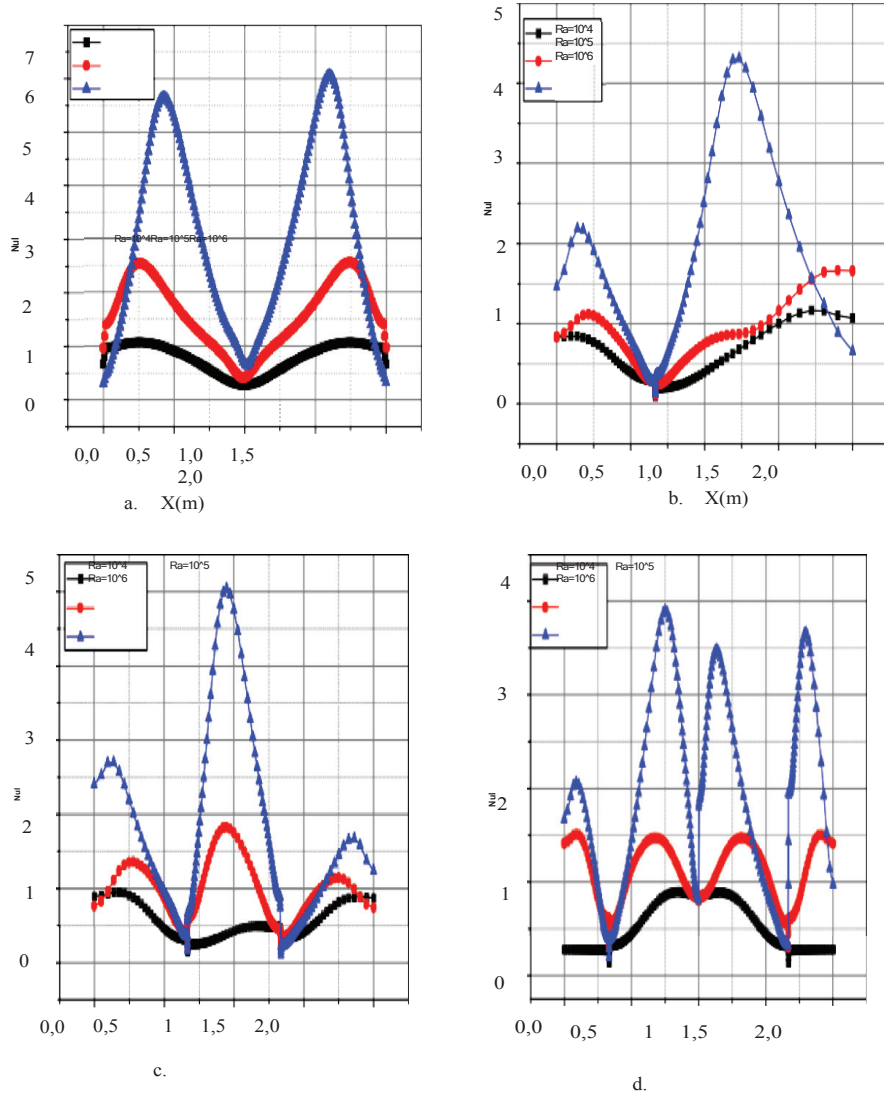 7
6
5
4
3
2
1
0
Nul
Ra=10^4Ra=10^5Ra=10^6
0,0 0,5 1,0 1,5
2,0
a. X(m)
5
4
3
2
1
0
Nul
Ra=10^4
Ra=10^5
Ra=10^6
0,0 0,5 1,0 1,5 2,0
b. X(m)
5
4
3
2
1
0
Nul
Ra=10^4 Ra=10^5
Ra=10^6
0,0 0,5 1 1,5 2,0
c.
4
3
2
1
0
Nul
Ra=10^4 Ra=10^5
Ra=10^6
0,0 0,5 1 1,5 2,0
d.